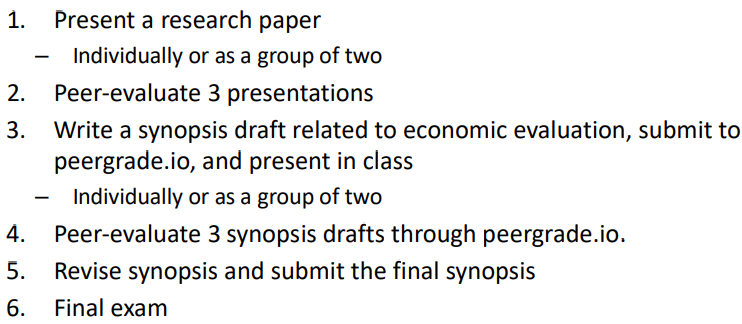 1. Present a research paper
– Individually or as a group of two
2. Peer-evaluate 3 presentations
3. Write a synopsis draft related to economic evaluation, submit to
peergrade.io, and present in class
– Individually or as a group of two
4. Peer-evaluate 3 synopsis drafts through peergrade.io.
5. Revise synopsis and submit the final synopsis
6. Final exam